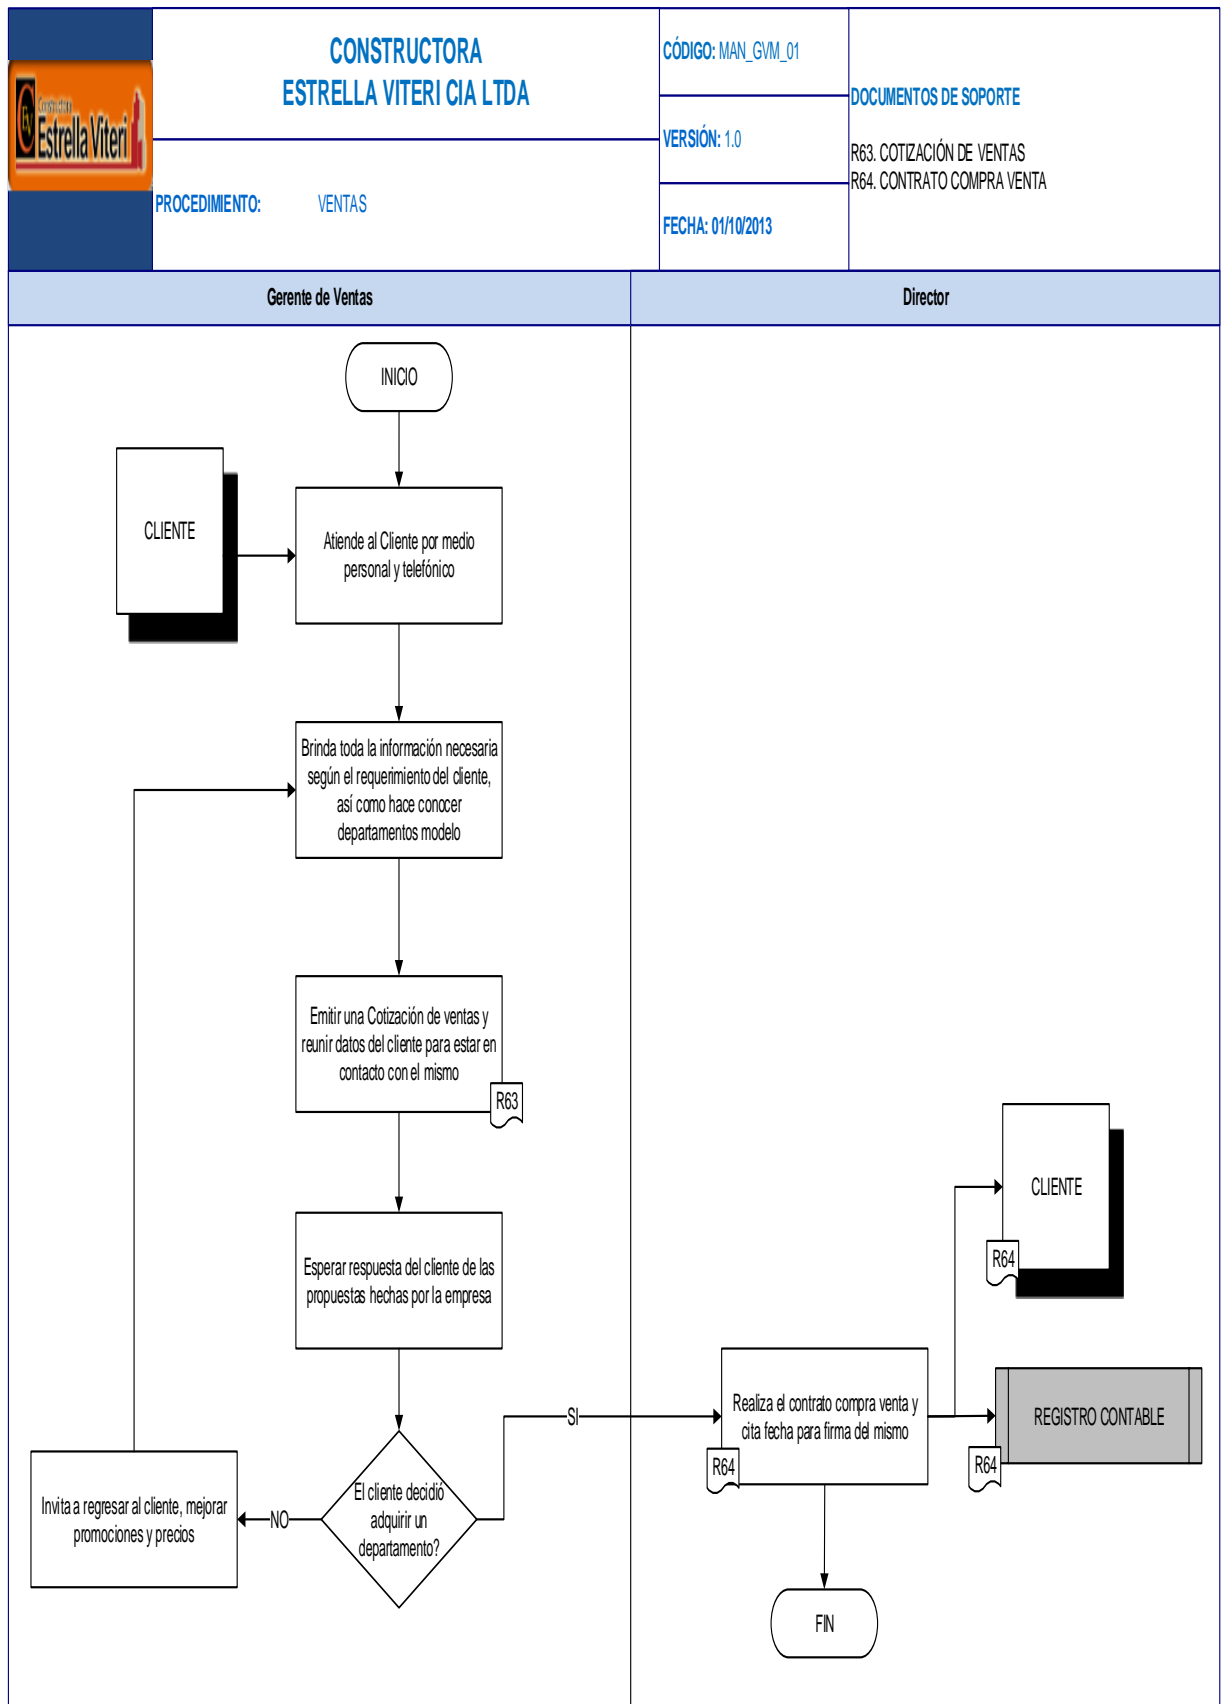 CONSTRUCTORA
ESTRELLA VITERI CIA LTDA
CÓDIGO: MAN_GVM_01
DOCUMENTOS DE SOPORTE
VERSIÓN: 1.0
R63. COTIZACIÓN DE VENTAS
R64. CONTRATO COMPRA VENTA
Constructora
Estrella Viteri
PROCEDIMIENTO: VENTAS
FECHA: 01/10/2013
Gerente de Ventas
Director
INICIO
CLIENTE
Atiende al Cliente por medio
personal y telefónico
Brinda toda la información necesaria
según el requerimiento del cliente,
así como hace conocer
departamentos modelo
Emitir una Cotización de ventas y
reunir datos del cliente para estar en
contacto con el mismo
R63
Esperar respuesta del cliente de las
propuestas hechas por la empresa
El cliente decidió
adquirir un
departamento?
NO
Invita a regresar al cliente, mejorar
promociones y precios
SI
Realiza el contrato compra venta y
cita fecha para firma del mismo
R64
CLIENTE
R64
REGISTRO CONTABLE
R64
FIN